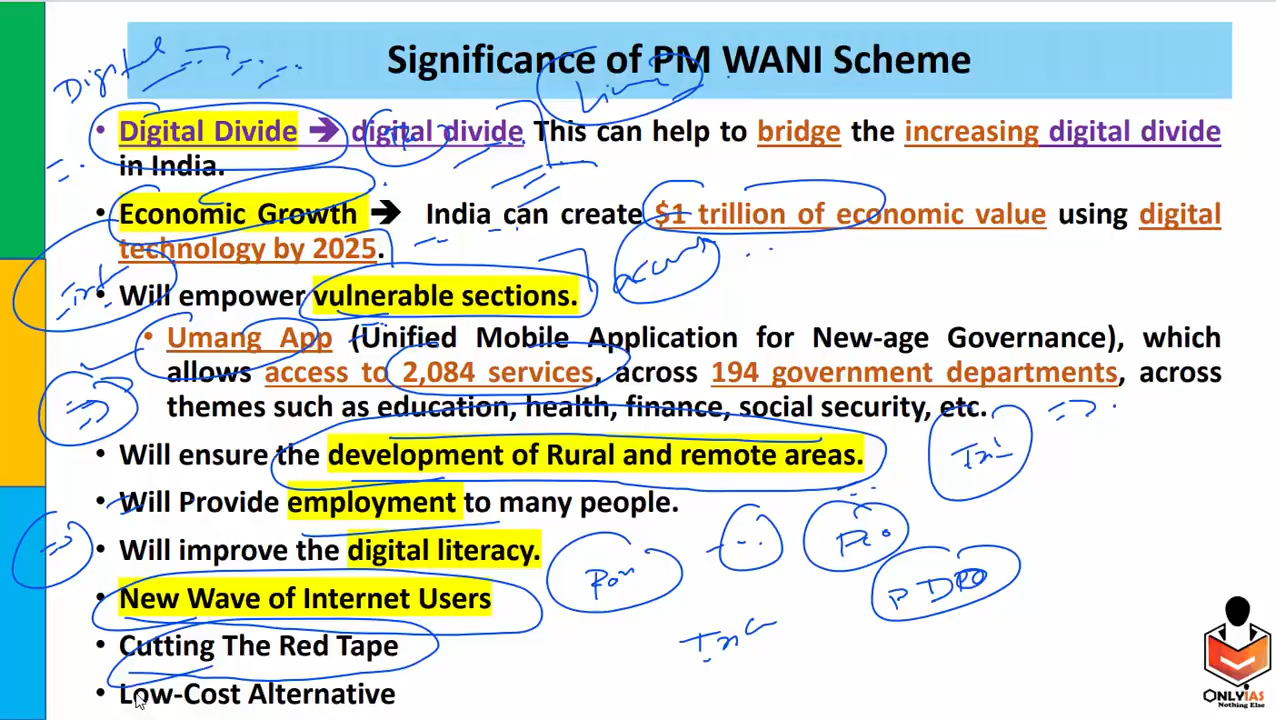 Significance of PM WANI Scheme
Digital
• Digital Divide → digital divide This can help to bridge the increasing digital divide
in India.
• Economic Growth → India can create $1 trillion of economic value using digital
technology by 2025.
• Will empower vulnerable sections.
• Umang App (Unified Mobile Application for New-age Governance), which
allows access to 2,084 services, across 194 government departments, across
themes such as education, health, finance, social security, etc.
• Will ensure the development of Rural and remote areas.
• Will Provide employment to many people.
• Will improve the digital literacy.
• New Wave of Internet Users
PDO
• Cutting The Red Tape
• Low-Cost Alternative
ONLYIAS
Nothing Else